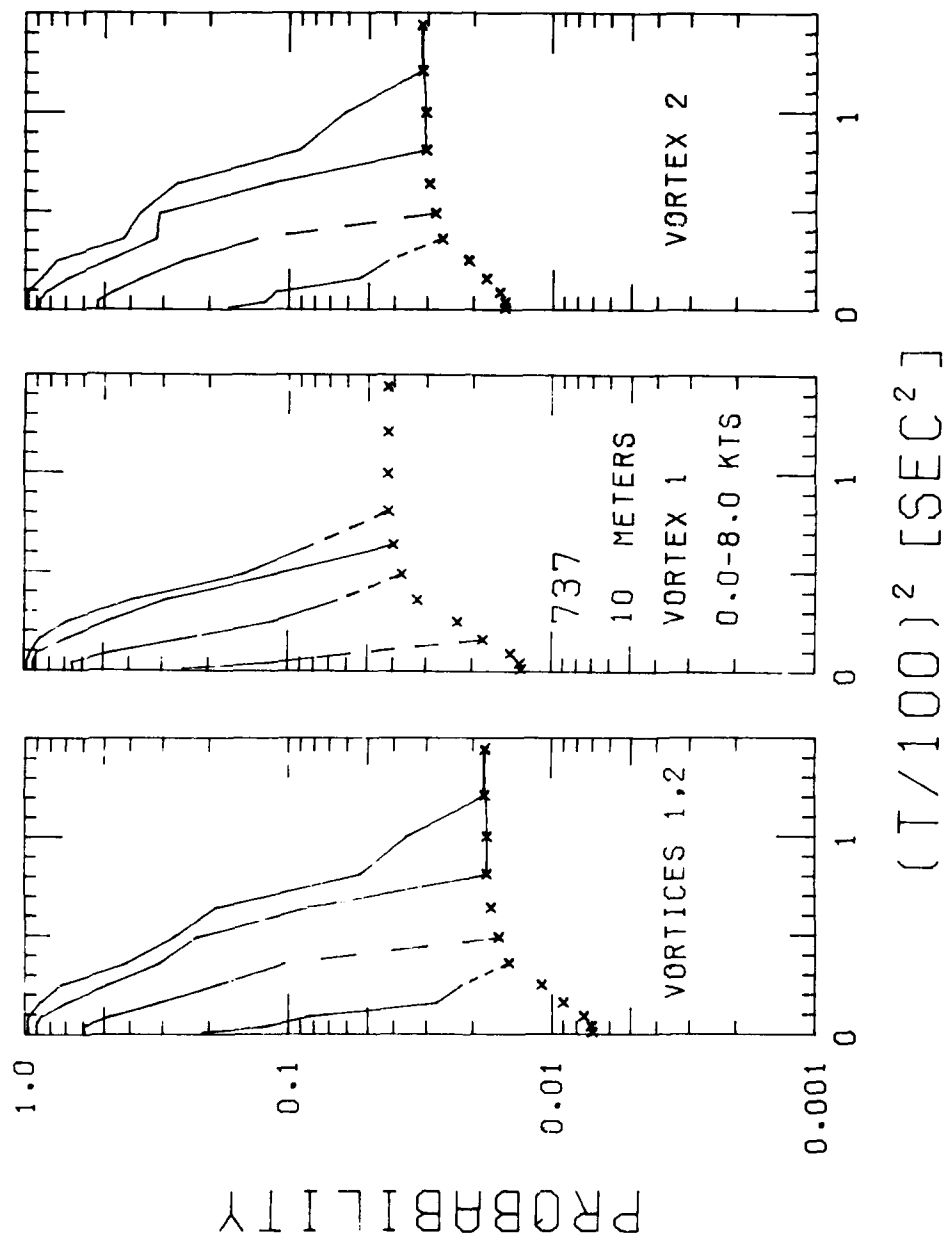 PROBABILITY
1.0
0.1
0.01
0.001
VORTICES 1,2
0
1
737
10 METERS
VORTEX 1
0.0-8.0 KTS
0
1
VORTEX 2
0
1
(T/100)² [SEC²]